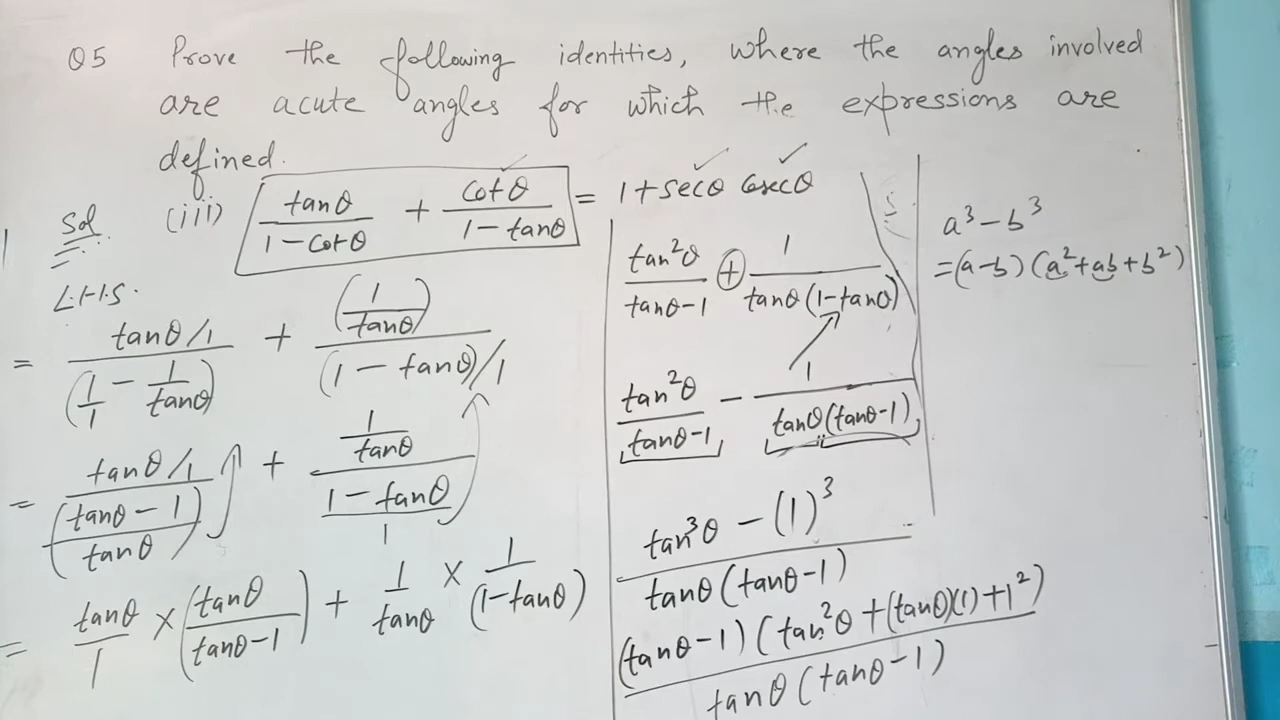 Q5 Prove the following identities, where the angles involved
are acute angles for which the expressions are
defined.
Sol (iii) tanθ/(1-cotθ) + cotθ/(1-tanθ) = 1+secθ cosecθ
L.H.S.
= (tanθ/1)/(1/1 - 1/tanθ) + (1/tanθ)/((1-tanθ)/1)
= (tanθ/1)/((tanθ-1)/tanθ) + (1/tanθ)/((1-tanθ)/1)
= tanθ/1 × (tanθ/(tanθ-1)) + 1/tanθ × 1/(1-tanθ)
tan²θ/(tanθ-1) + 1/(tanθ(1-tanθ))
tan²θ/(tanθ-1) - 1/(tanθ(tanθ-1))
(tan³θ - (1)³)/(tanθ(tanθ-1))
(tanθ-1)(tan²θ+(tanθ)(1)+1²)/(tanθ(tanθ-1))
a³-b³
=(a-b)(a²+ab+b²)